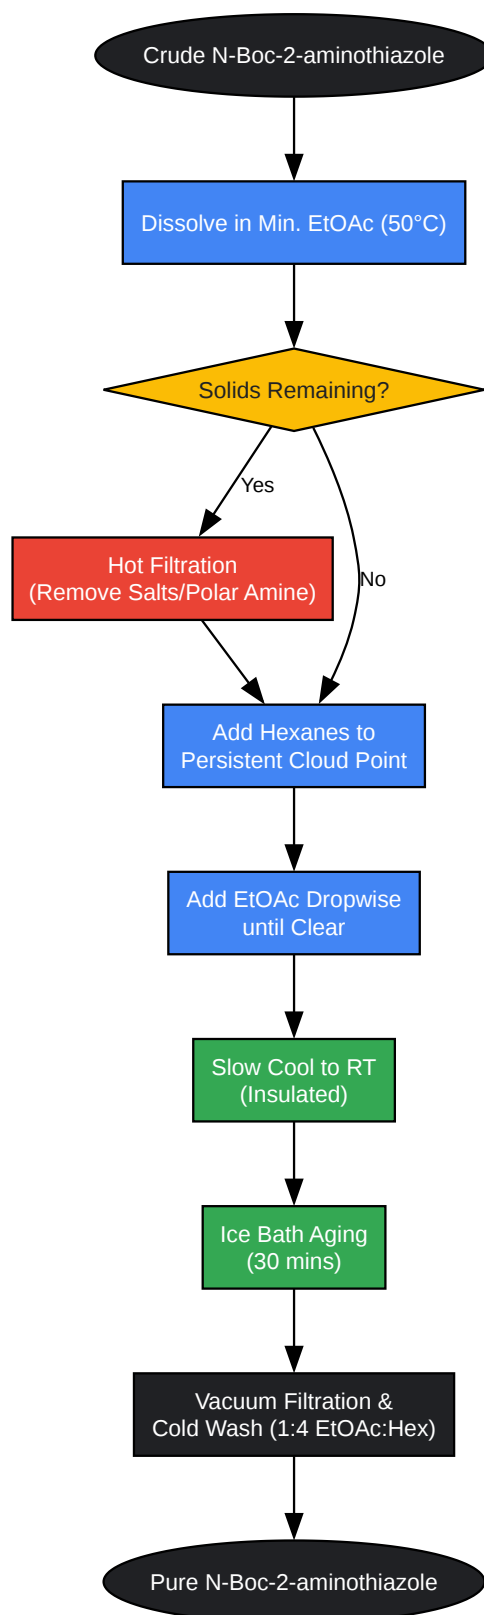 Crude N-Boc-2-aminothiazole
Dissolve in Min. EtOAc (50°C)
Solids Remaining?
Yes
Hot Filtration
(Remove Salts/Polar Amine)
No
Add Hexanes to
Persistent Cloud Point
Add EtOAc Dropwise
until Clear
Slow Cool to RT
(Insulated)
Ice Bath Aging
(30 mins)
Vacuum Filtration &
Cold Wash (1:4 EtOAc:Hex)
Pure N-Boc-2-aminothiazole